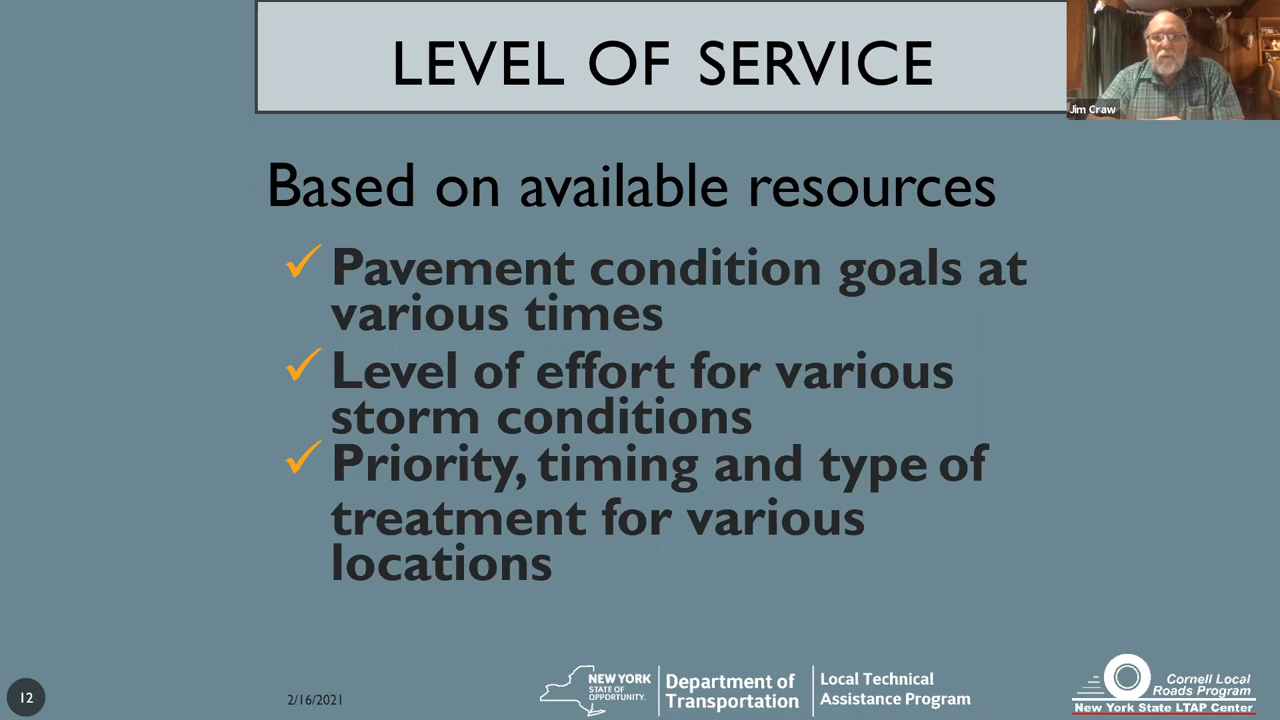 LEVEL OF SERVICE
Jim Craw
Based on available resources
✓ Pavement condition goals at
various times
✓ Level of effort for various
storm conditions
✓ Priority, timing and type of
treatment for various
locations
12
2/16/2021
NEW YORK
STATE OF
OPPORTUNITY.
Department of
Transportation
Local Technical
Assistance Program
Cornell Local
Roads Program
New York State LTAP Center